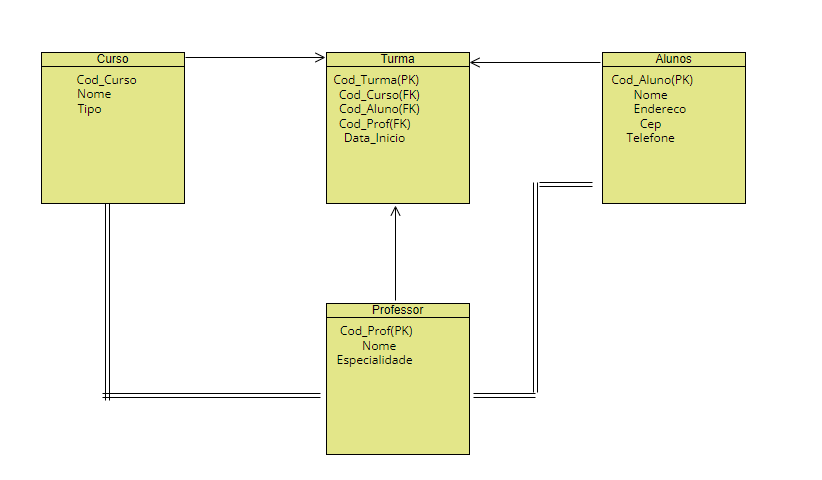 Curso
Cod_Curso
Nome
Tipo
Turma
Cod_Turma(PK)
Cod_Curso(FK)
Cod_Aluno(FK)
Cod_Prof(FK)
Data_Inicio
Alunos
Cod_Aluno(PK)
Nome
Endereco
Cep
Telefone
Professor
Cod_Prof(PK)
Nome
Especialidade